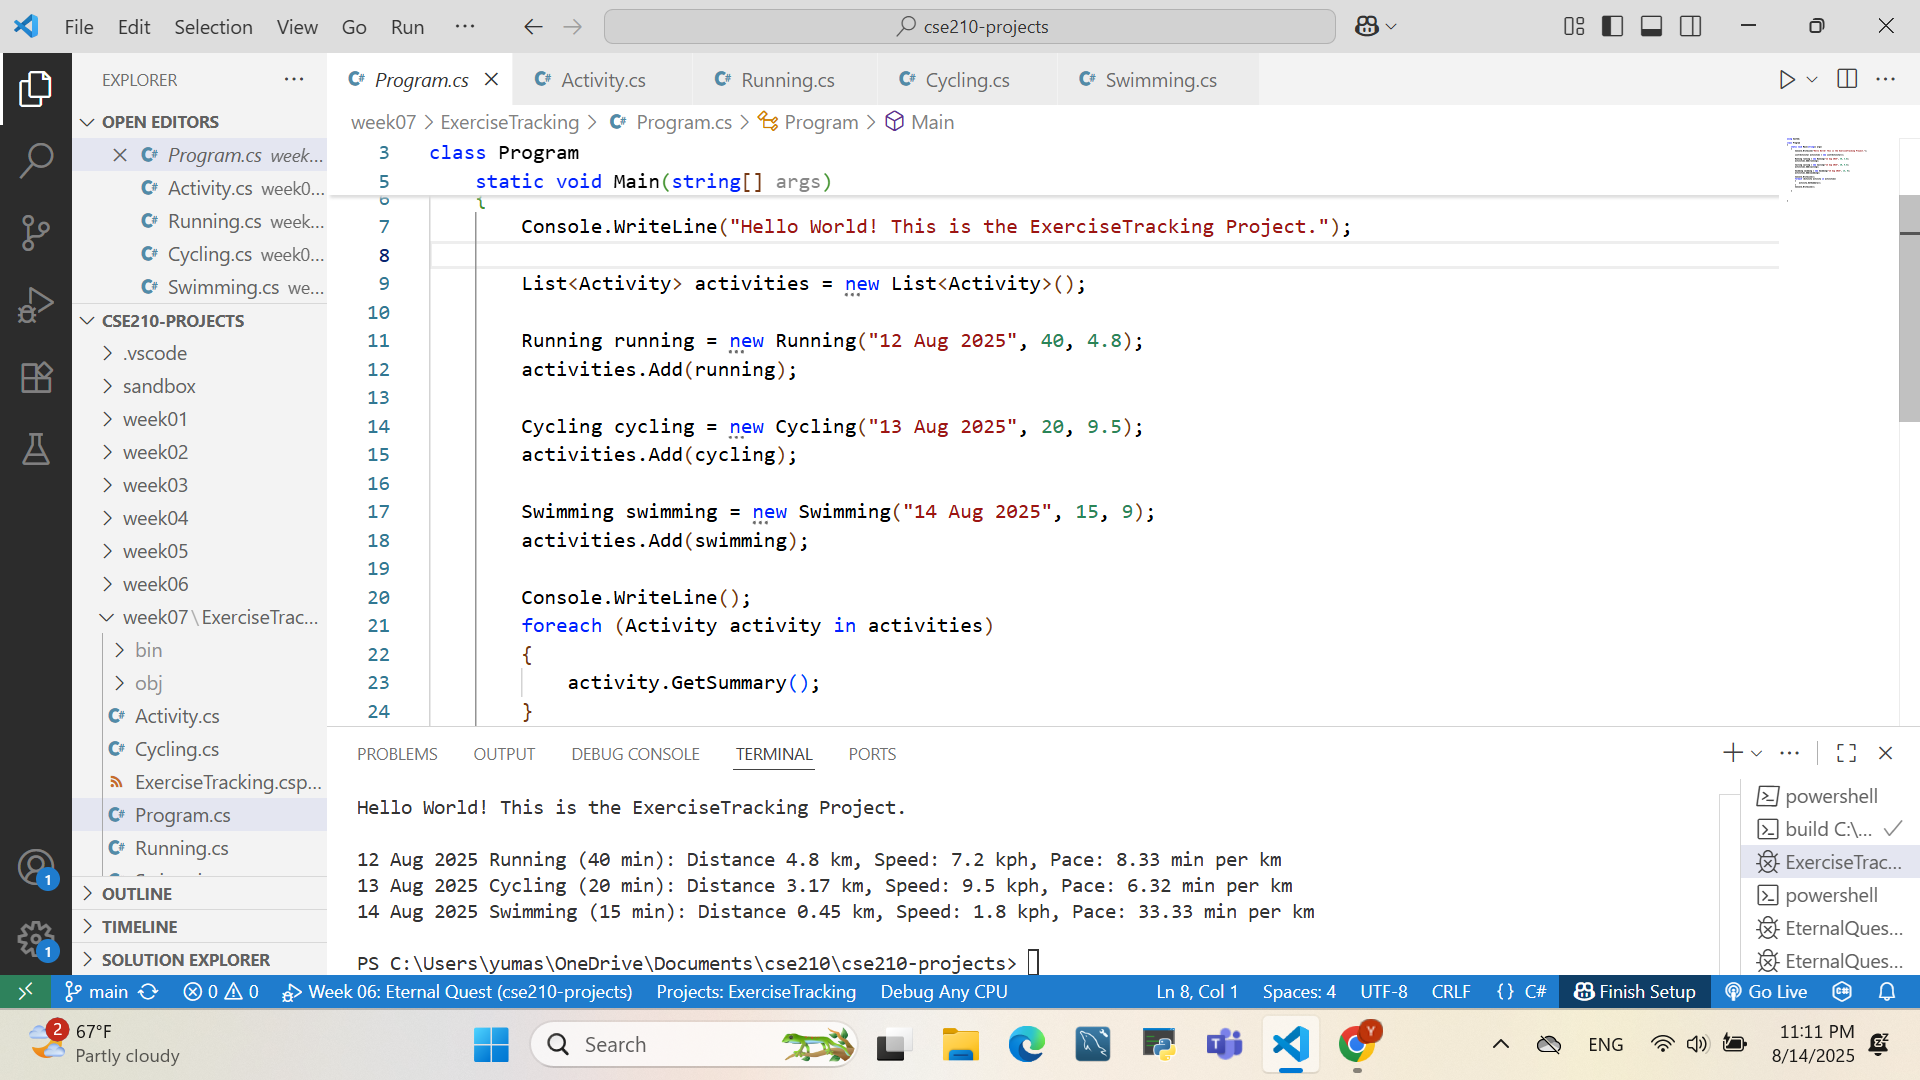 File Edit Selection View Go Run ··· cse210-projects
EXPLORER ···
OPEN EDITORS
Program.cs week...
Activity.cs week0...
Running.cs week...
Cycling.cs week0...
Swimming.cs we...
CSE210-PROJECTS
.vscode
sandbox
week01
week02
week03
week04
week05
week06
week07\ExerciseTrac...
bin
obj
Activity.cs
Cycling.cs
ExerciseTracking.csp...
Program.cs
Running.cs
OUTLINE
TIMELINE
SOLUTION EXPLORER
1
1
Program.cs Activity.cs Running.cs Cycling.cs Swimming.cs
week07 > ExerciseTracking > Program.cs > Program > Main
3 class Program
5 static void Main(string[] args)
6 {
7 Console.WriteLine("Hello World! This is the ExerciseTracking Project.");
8
9 List<Activity> activities = new List<Activity>();
10
11 Running running = new Running("12 Aug 2025", 40, 4.8);
12 activities.Add(running);
13
14 Cycling cycling = new Cycling("13 Aug 2025", 20, 9.5);
15 activities.Add(cycling);
16
17 Swimming swimming = new Swimming("14 Aug 2025", 15, 9);
18 activities.Add(swimming);
19
20 Console.WriteLine();
21 foreach (Activity activity in activities)
22 {
23 activity.GetSummary();
24 }
PROBLEMS OUTPUT DEBUG CONSOLE TERMINAL PORTS
Hello World! This is the ExerciseTracking Project.
12 Aug 2025 Running (40 min): Distance 4.8 km, Speed: 7.2 kph, Pace: 8.33 min per km
13 Aug 2025 Cycling (20 min): Distance 3.17 km, Speed: 9.5 kph, Pace: 6.32 min per km
14 Aug 2025 Swimming (15 min): Distance 0.45 km, Speed: 1.8 kph, Pace: 33.33 min per km
PS C:\Users\yumas\OneDrive\Documents\cse210\cse210-projects>
powershell
build C:\...
ExerciseTrac...
powershell
EternalQues...
EternalQues...
main 0 0 Week 06: Eternal Quest (cse210-projects) Projects: ExerciseTracking Debug Any CPU Ln 8, Col 1 Spaces: 4 UTF-8 CRLF {} C# Finish Setup Go Live
2 67°F
Partly cloudy
Search
Y
ENG
11:11 PM
8/14/2025